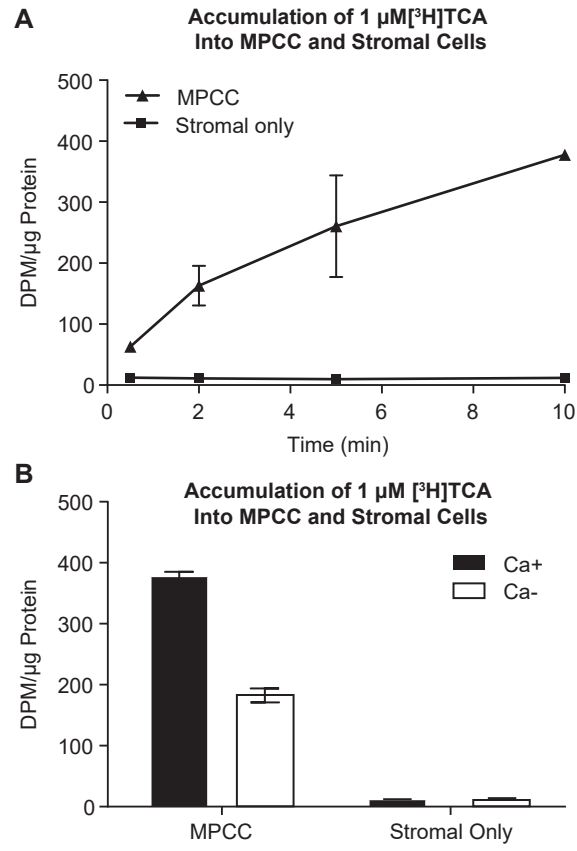 A
Accumulation of 1 µM[³H]TCA
Into MPCC and Stromal Cells
500
400
300
200
100
0
DPM/µg Protein
MPCC
Stromal only
0 2 4 6 8 10
Time (min)
B
Accumulation of 1 µM [³H]TCA
Into MPCC and Stromal Cells
500
400
300
200
100
0
DPM/µg Protein
Ca+
Ca-
MPCC Stromal Only